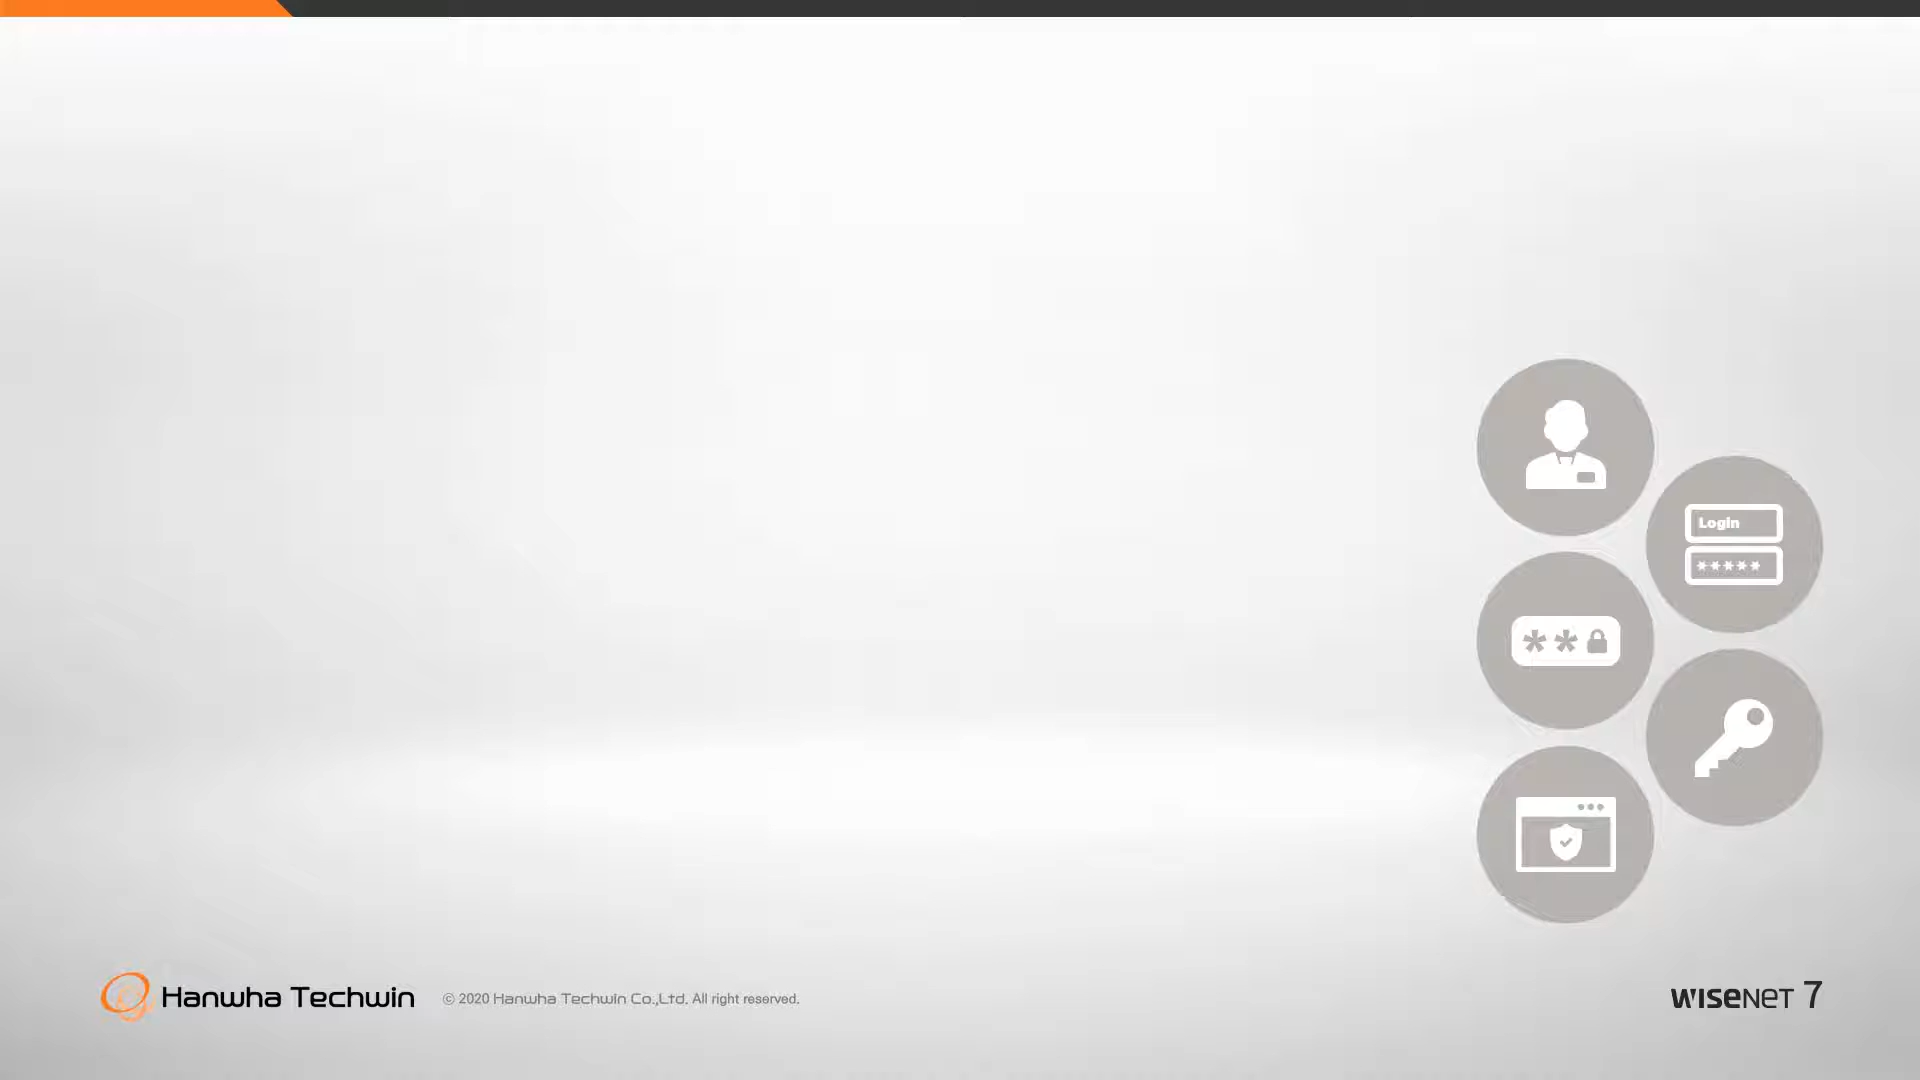 Login
*****
**
Hanwha Techwin
© 2020 Hanwha Techwin Co.,Ltd. All right reserved.
WISENET 7